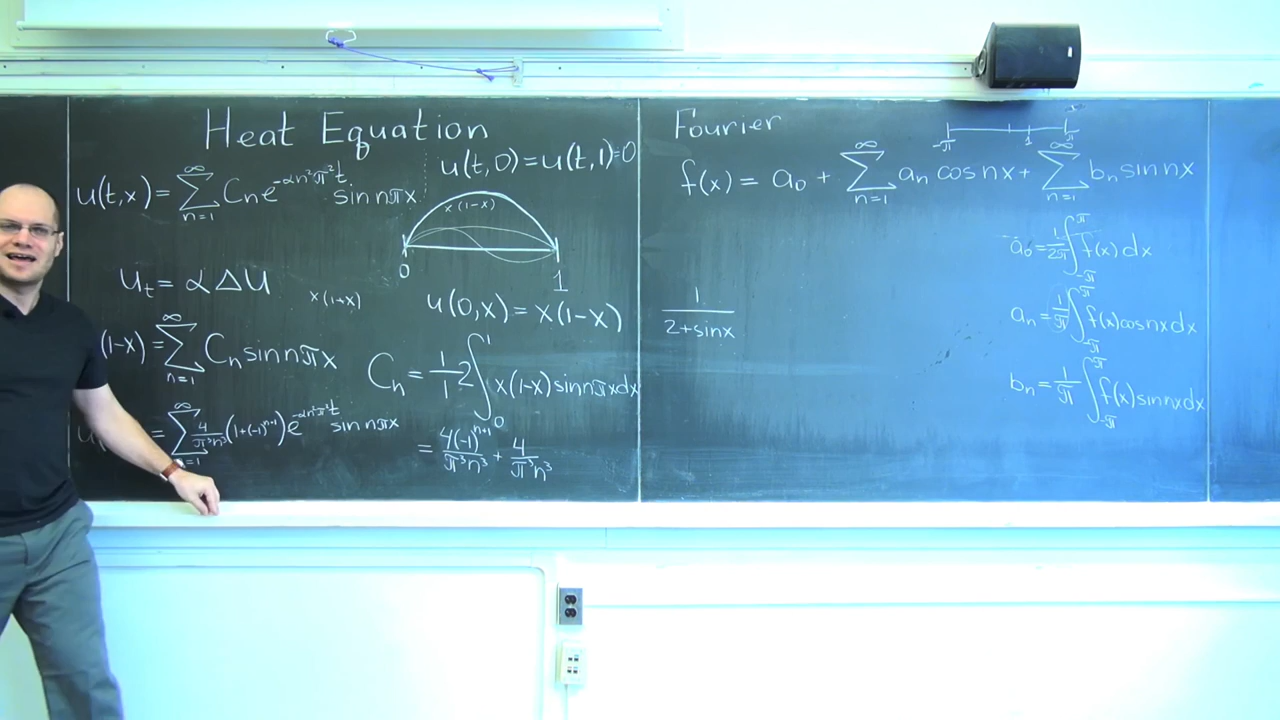 Heat Equation
u(t,x) = ∑_{n=1}^{∞} C_n e^{-αn²π²t} sin nπx
u(t,0) = u(t,1) = 0
x(1-x)
0 1
u_t = α Δ u
x(1+x)
u(0,x) = x(1-x)
(1-x) = ∑_{n=1}^{∞} C_n sin nπx
C_n = 1/1 2 ∫_0^1 x(1-x) sin nπx dx
= 4(-1)^{n+1}/π³n³ + 4/π³n³
u( = ∑_{n=1}^{∞} 4/π³n³ (1+(-1)^{n+1}) e^{-αn²π²t} sin nπx
Fourier
-π 1 π
f(x) = a_0 + ∑_{n=1}^{∞} a_n cos nx + ∑_{n=1}^{∞} b_n sin nx
a_0 = 1/2π ∫_{-π}^{π} f(x) dx
1/(2+sinx)
a_n = 1/π ∫_{-π}^{π} f(x) cos nx dx
b_n = 1/π ∫_{-π}^{π} f(x) sin nx dx